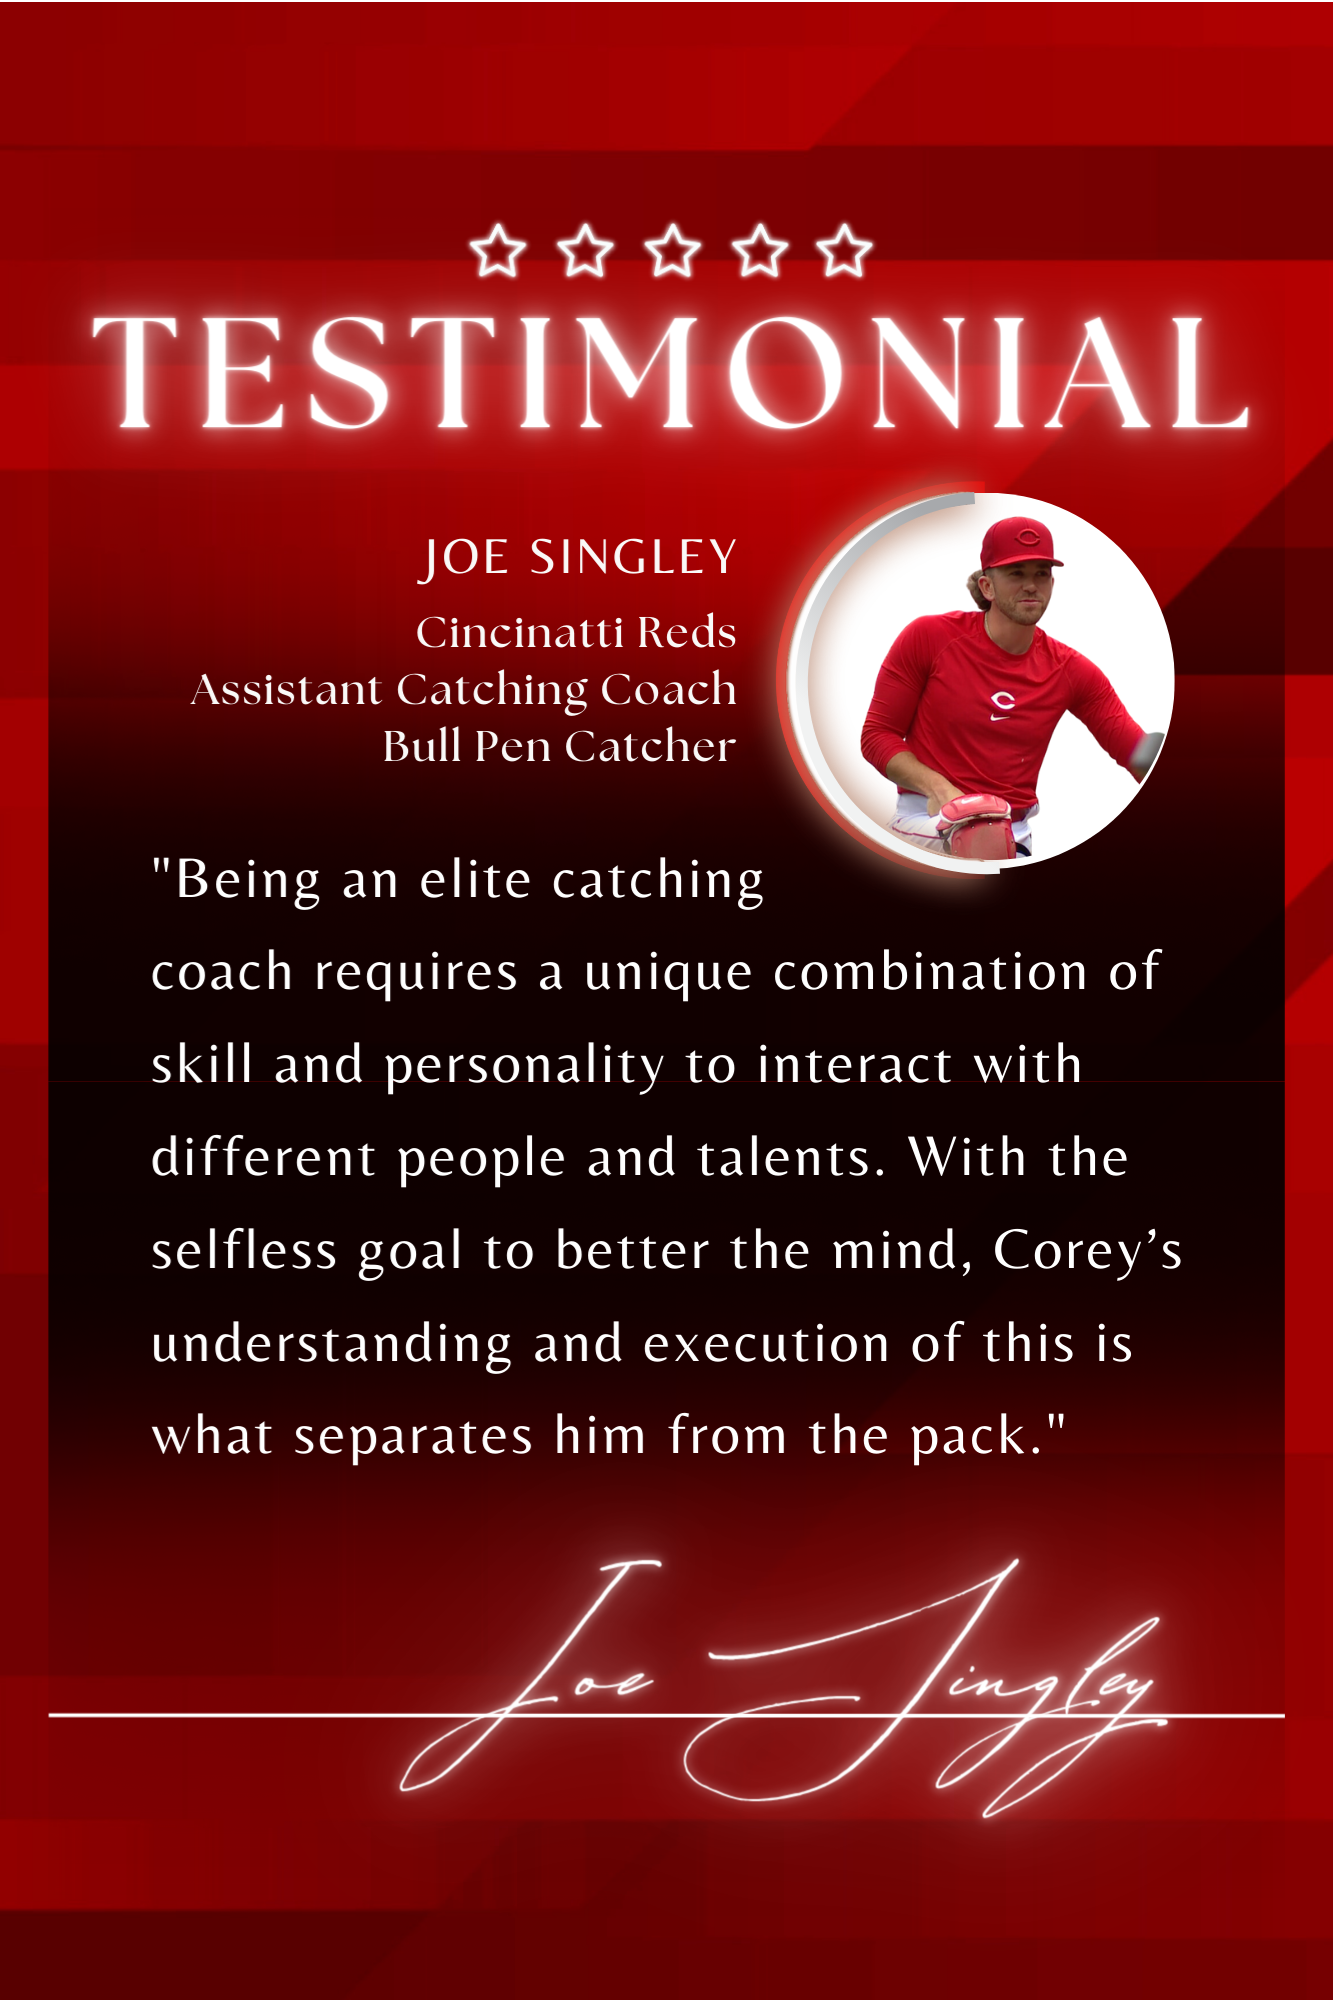 TESTIMONIAL
JOE SINGLEY
Cincinatti Reds
Assistant Catching Coach
Bull Pen Catcher
"Being an elite catching
coach requires a unique combination of
skill and personality to interact with
different people and talents. With the
selfless goal to better the mind, Corey’s
understanding and execution of this is
what separates him from the pack."
Joe Singley